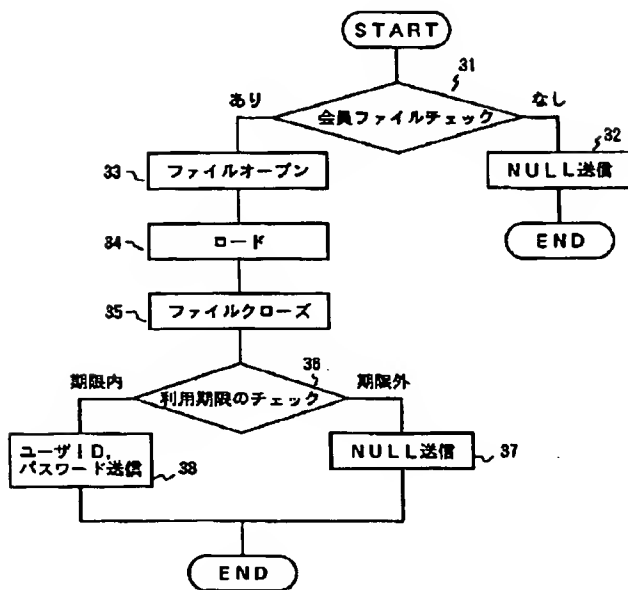 START
31
あり
なし
会員ファイルチェック
32
33
ファイルオープン
NULL送信
34
ロード
END
35
ファイルクローズ
36
期限内
期限外
利用期限のチェック
ユーザID,
パスワード送信
38
NULL送信
37
END